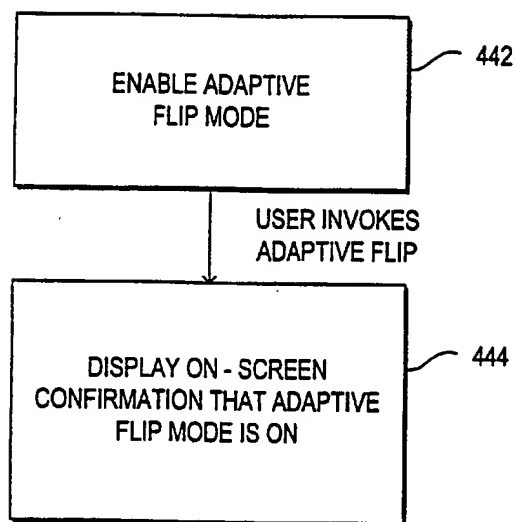 442
ENABLE ADAPTIVE
FLIP MODE
USER INVOKES
ADAPTIVE FLIP
444
DISPLAY ON - SCREEN
CONFIRMATION THAT ADAPTIVE
FLIP MODE IS ON